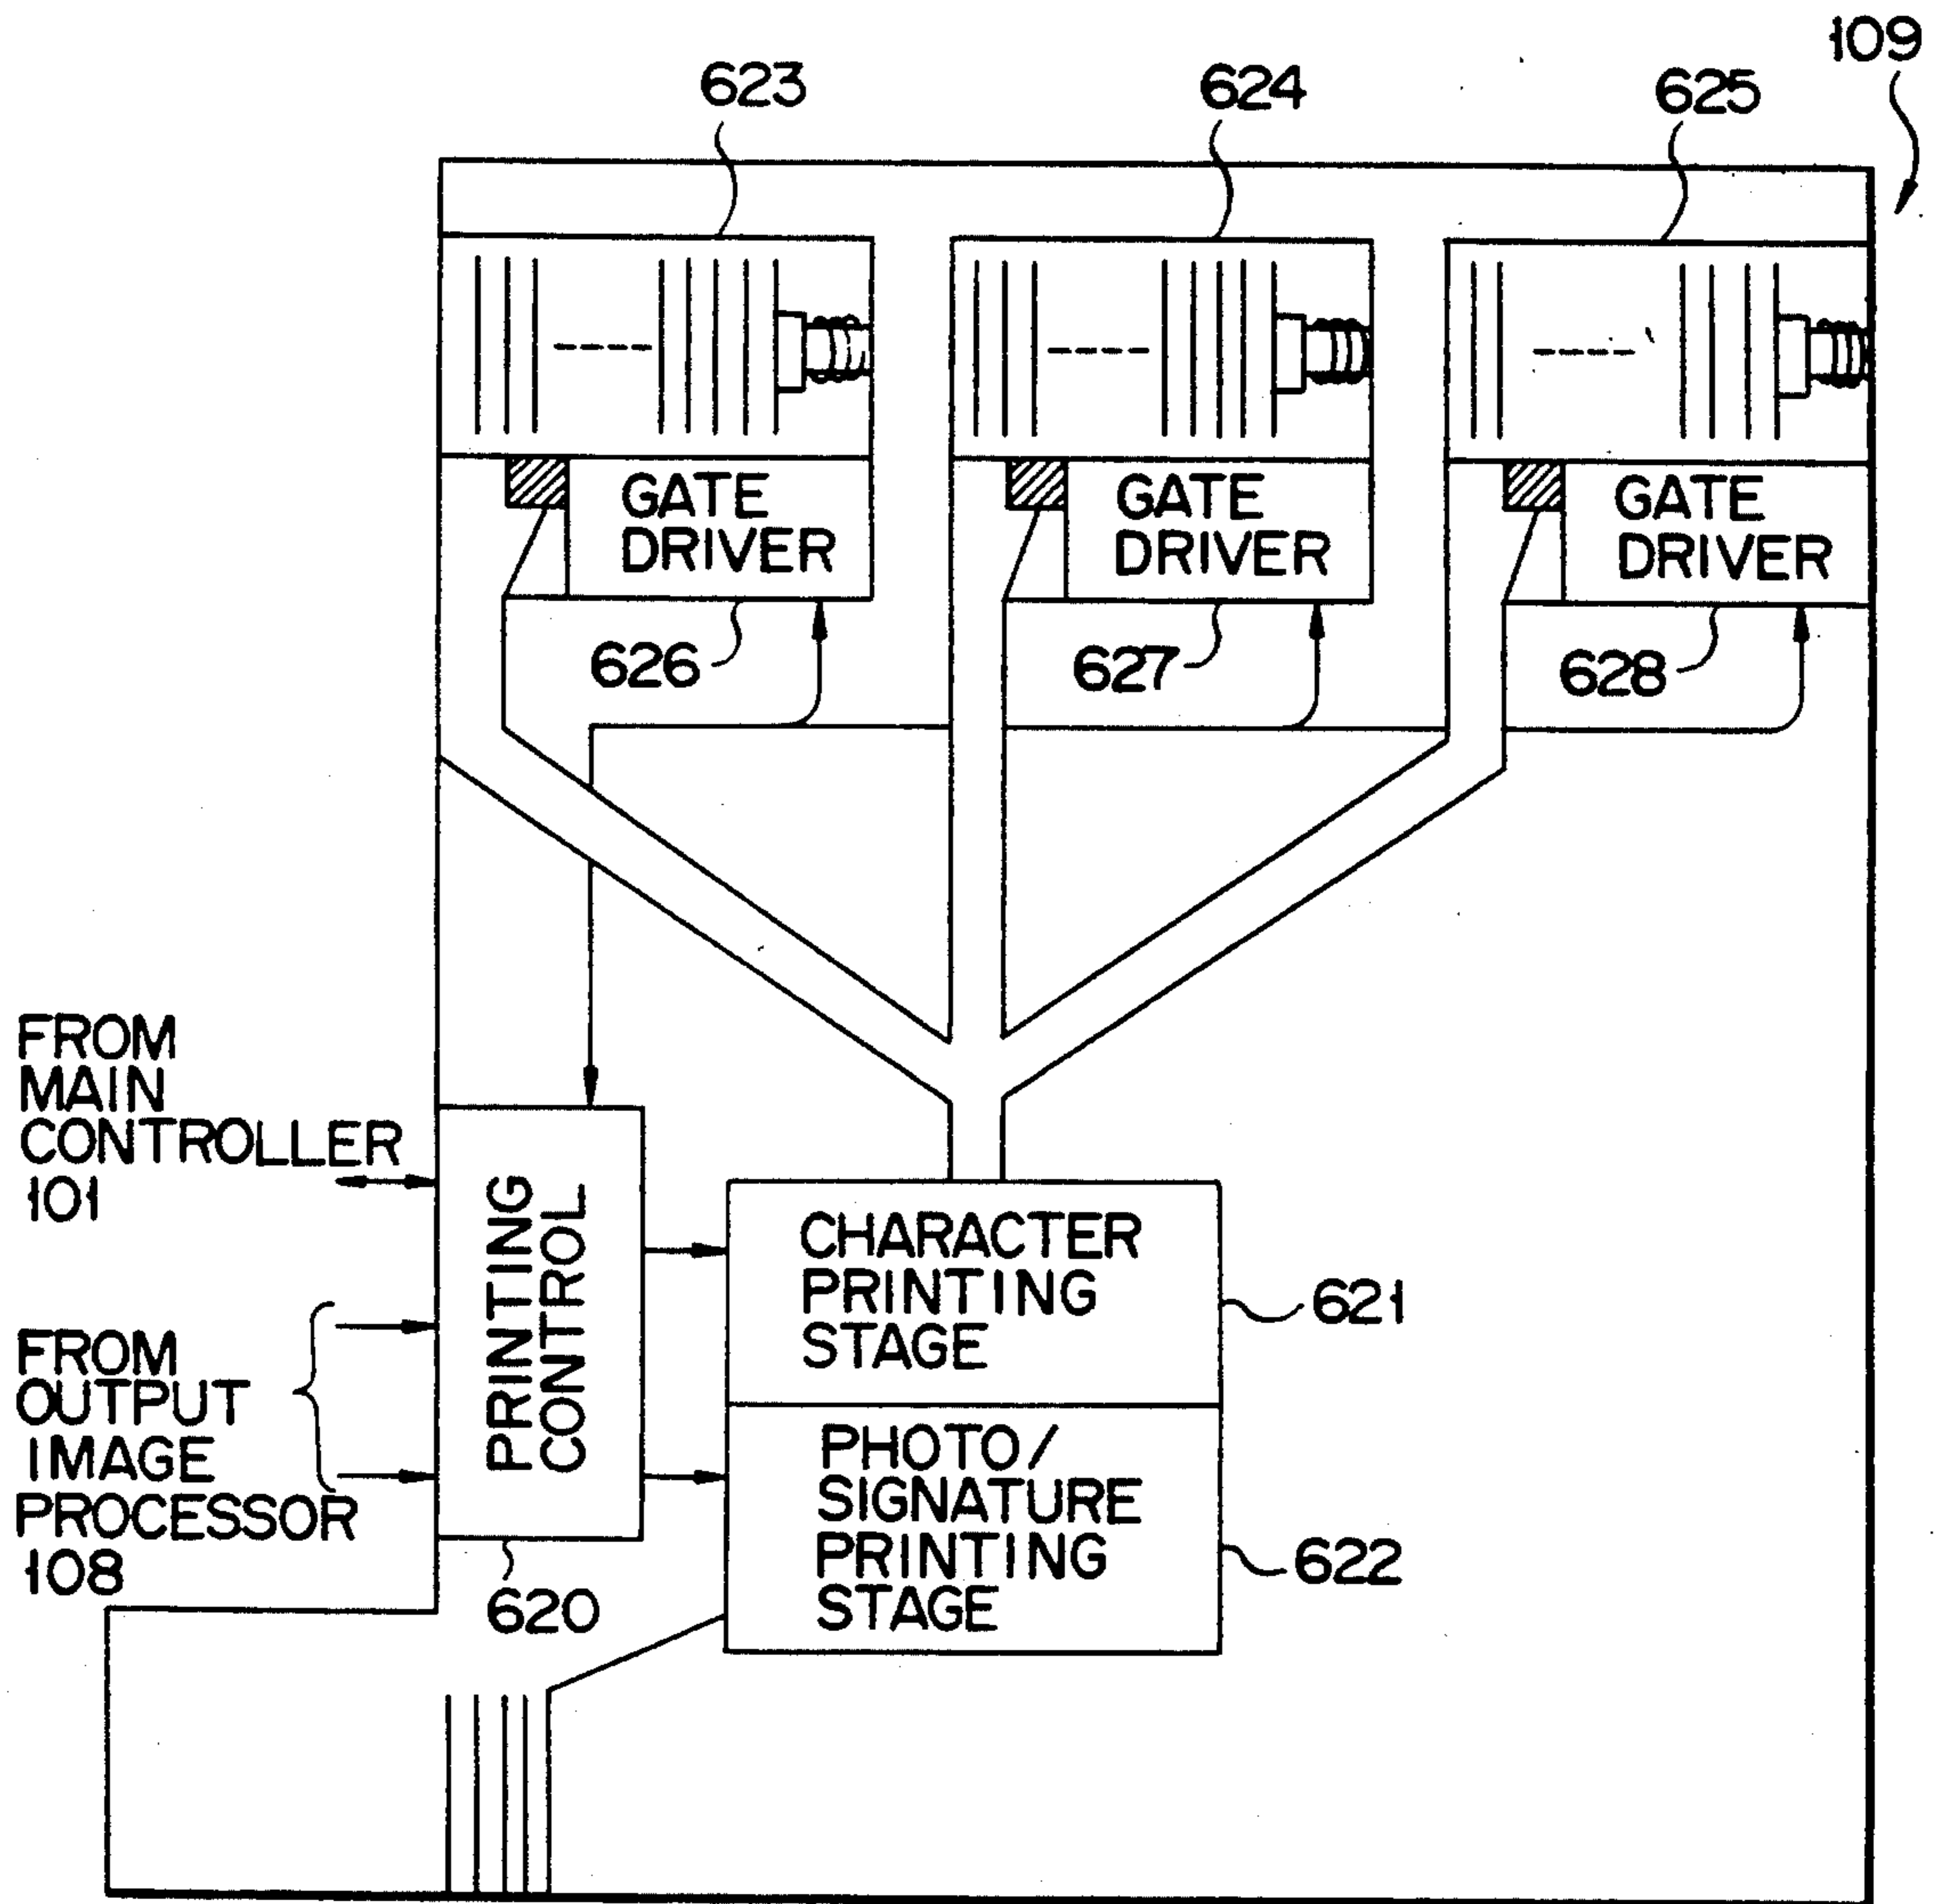 109
623
624
625
GATE
DRIVER
GATE
DRIVER
GATE
DRIVER
626
627
628
FROM
MAIN
CONTROLLER
101
FROM
OUTPUT
IMAGE
PROCESSOR
108
PRINTING
CONTROL
620
CHARACTER
PRINTING
STAGE
621
PHOTO/
SIGNATURE
PRINTING
STAGE
622